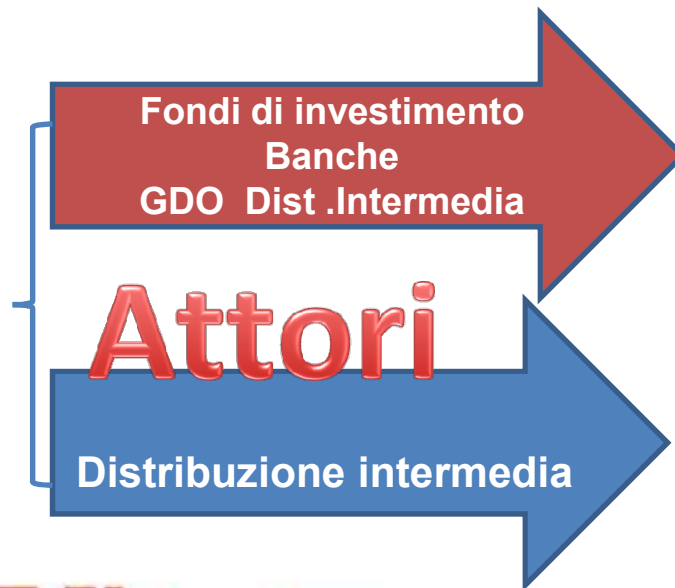 Fondi di investimento
Banche
GDO Dist .Intermedia
Attori
Distribuzione intermedia